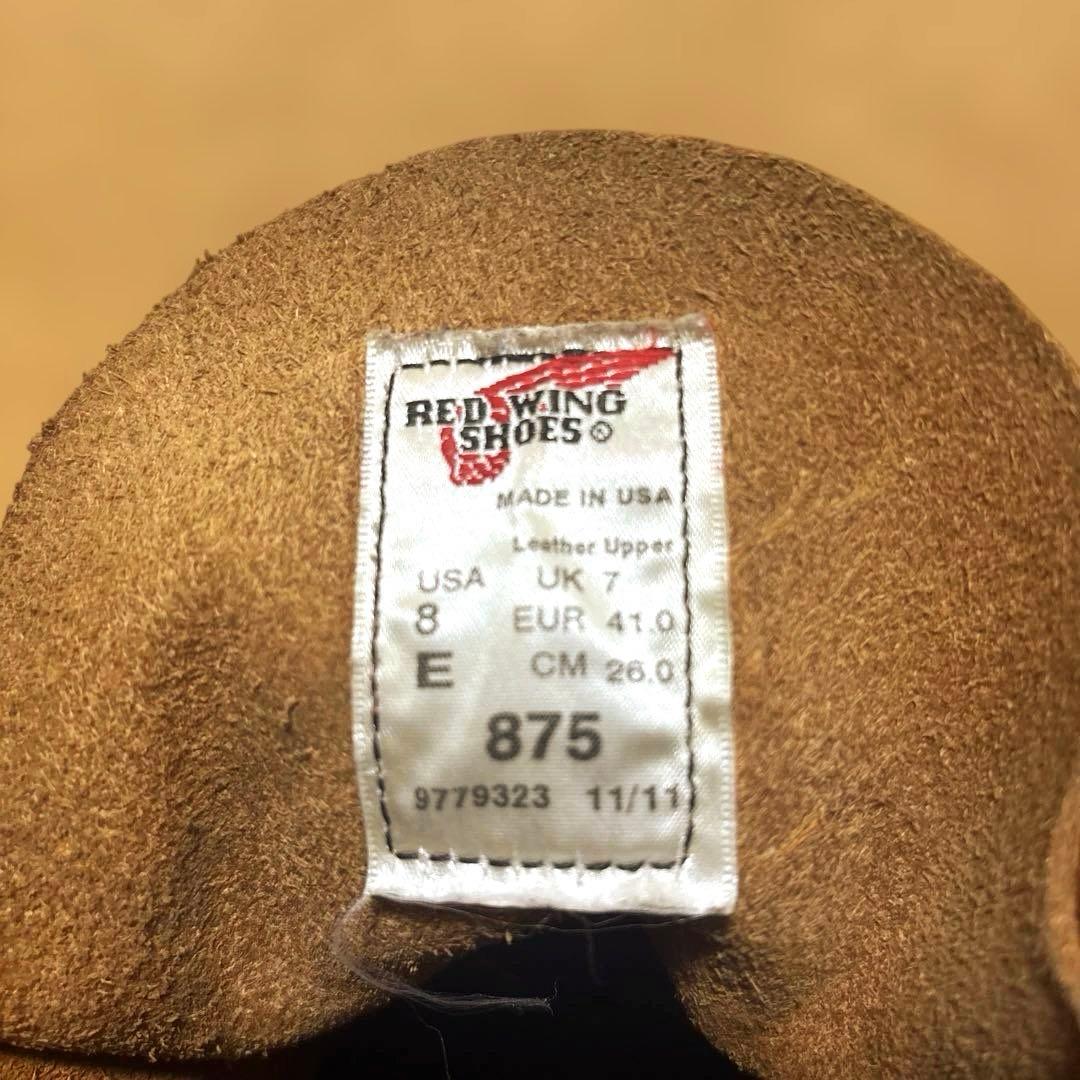 RED WING
SHOES ®
MADE IN USA
Leather Upper
USA UK 7
8 EUR 41.0
E CM 26.0
875
9779323 11/11